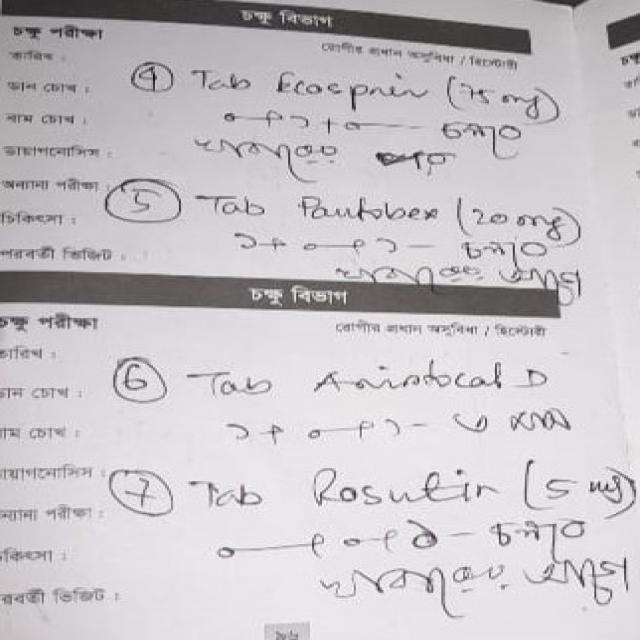 চক্ষু বিভাগ
চক্ষু পরীক্ষা
রোগীর প্রধান অসুবিধা / হিস্টোরী
তারিখ :
④ Tab Ecosprin (75 mg)
ডান চোখ :
০+১+০ — চলবে
বাম চোখ :
খাবারের পরে
ডায়াগনোসিস :
অন্যান্য পরীক্ষা :
⑤ Tab Pantobex (20 mg)
চিকিৎসা :
১+০+১ — চলবে
পরবর্তী ভিজিট :
খাবারের আগে
চক্ষু বিভাগ
চক্ষু পরীক্ষা
রোগীর প্রধান অসুবিধা / হিস্টোরী
তারিখ :
⑥ Tab Aristocal D
ডান চোখ :
১+০+১ — ৩ মাস
বাম চোখ :
ডায়াগনোসিস :
⑦ Tab Rosutin (5 mg)
অন্যান্য পরীক্ষা :
০+০+১ — চলবে
চিকিৎসা :
খাবারের আগে
পরবর্তী ভিজিট :